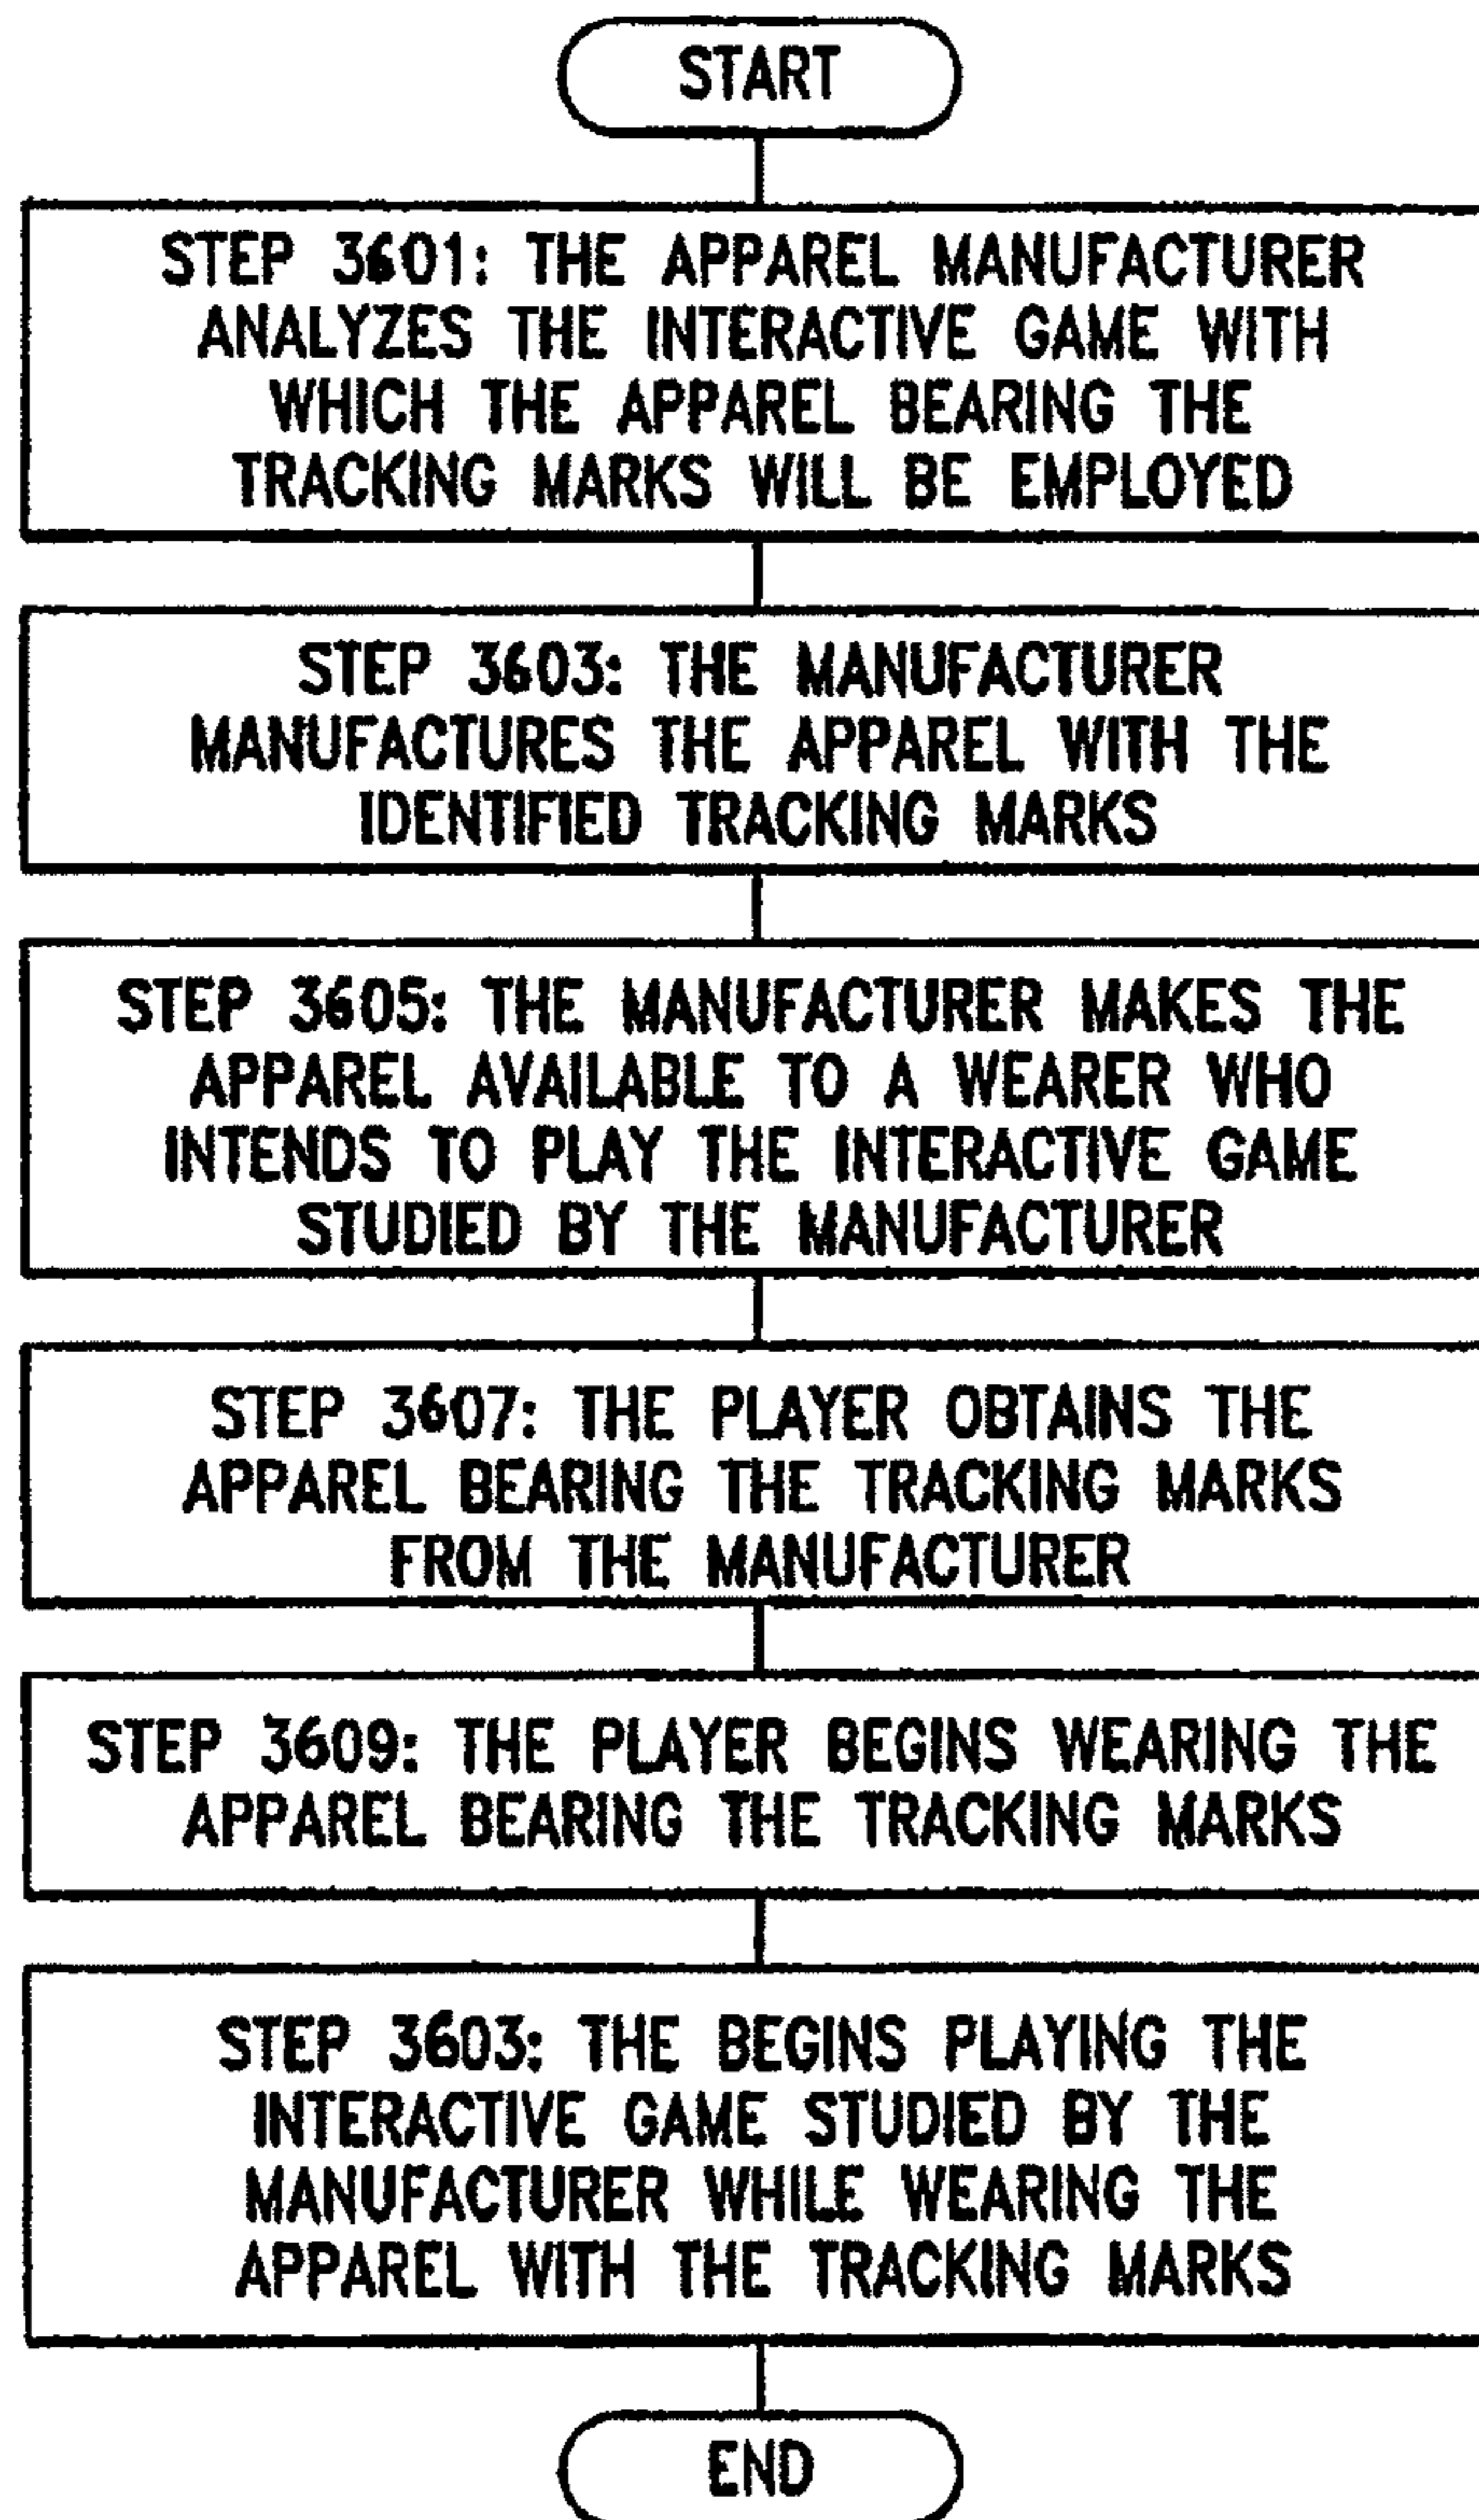 START
STEP 3601: THE APPAREL MANUFACTURER
ANALYZES THE INTERACTIVE GAME WITH
WHICH THE APPAREL BEARING THE
TRACKING MARKS WILL BE EMPLOYED
STEP 3603: THE MANUFACTURER
MANUFACTURES THE APPAREL WITH THE
IDENTIFIED TRACKING MARKS
STEP 3605: THE MANUFACTURER MAKES THE
APPAREL AVAILABLE TO A WEARER WHO
INTENDS TO PLAY THE INTERACTIVE GAME
STUDIED BY THE MANUFACTURER
STEP 3607: THE PLAYER OBTAINS THE
APPAREL BEARING THE TRACKING MARKS
FROM THE MANUFACTURER
STEP 3609: THE PLAYER BEGINS WEARING THE
APPAREL BEARING THE TRACKING MARKS
STEP 3603: THE BEGINS PLAYING THE
INTERACTIVE GAME STUDIED BY THE
MANUFACTURER WHILE WEARING THE
APPAREL WITH THE TRACKING MARKS
END